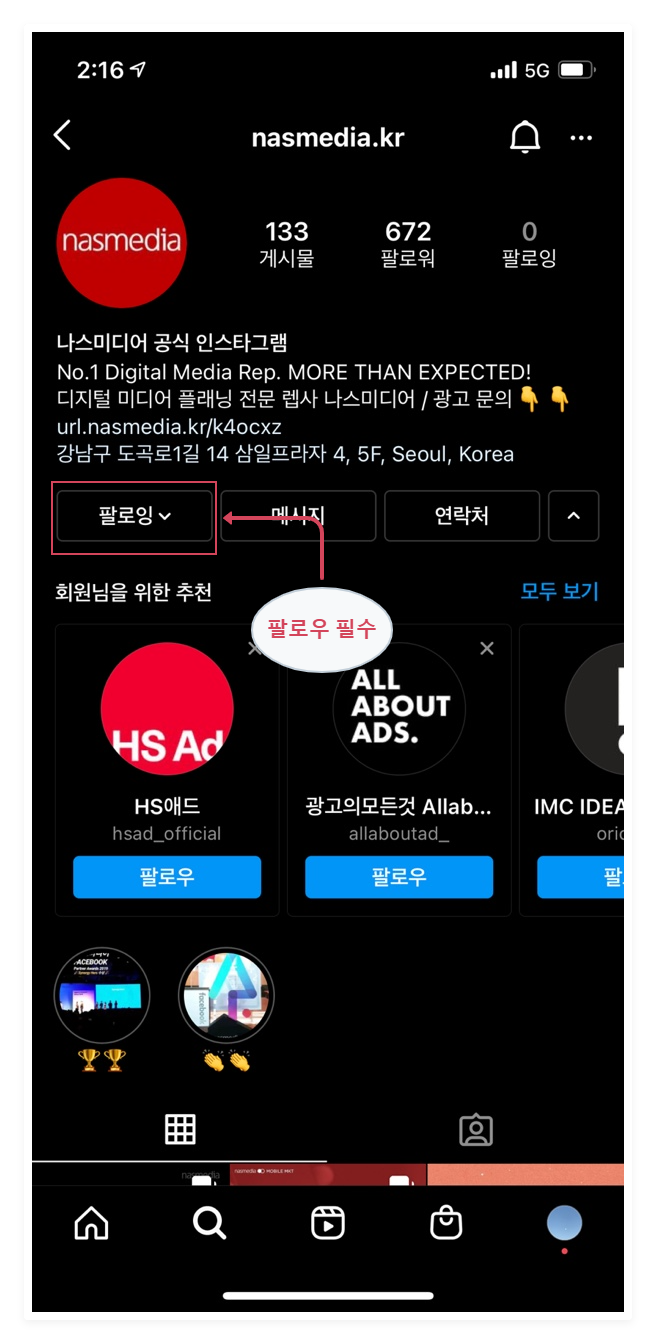 2:16
5G
nasmedia.kr
nasmedia
133
게시물
672
팔로워
0
팔로잉
나스미디어 공식 인스타그램
No.1 Digital Media Rep. MORE THAN EXPECTED!
디지털 미디어 플래닝 전문 렙사 나스미디어 / 광고 문의 👇 👇
url.nasmedia.kr/k4ocxz
강남구 도곡로1길 14 삼일프라자 4, 5F, Seoul, Korea
팔로잉
메시지
연락처
회원님을 위한 추천
모두 보기
팔로우 필수
HS Ad
ALL
ABOUT
ADS.
HS애드
hsad_official
팔로우
광고의모든것 Allab...
allaboutad_
팔로우
IMC IDEA
oric
팔
FACEBOOK
Partner Awards 2019
facebook
🏆🏆
👏👏
nasmedia
nasmedia
MOBILE MKT